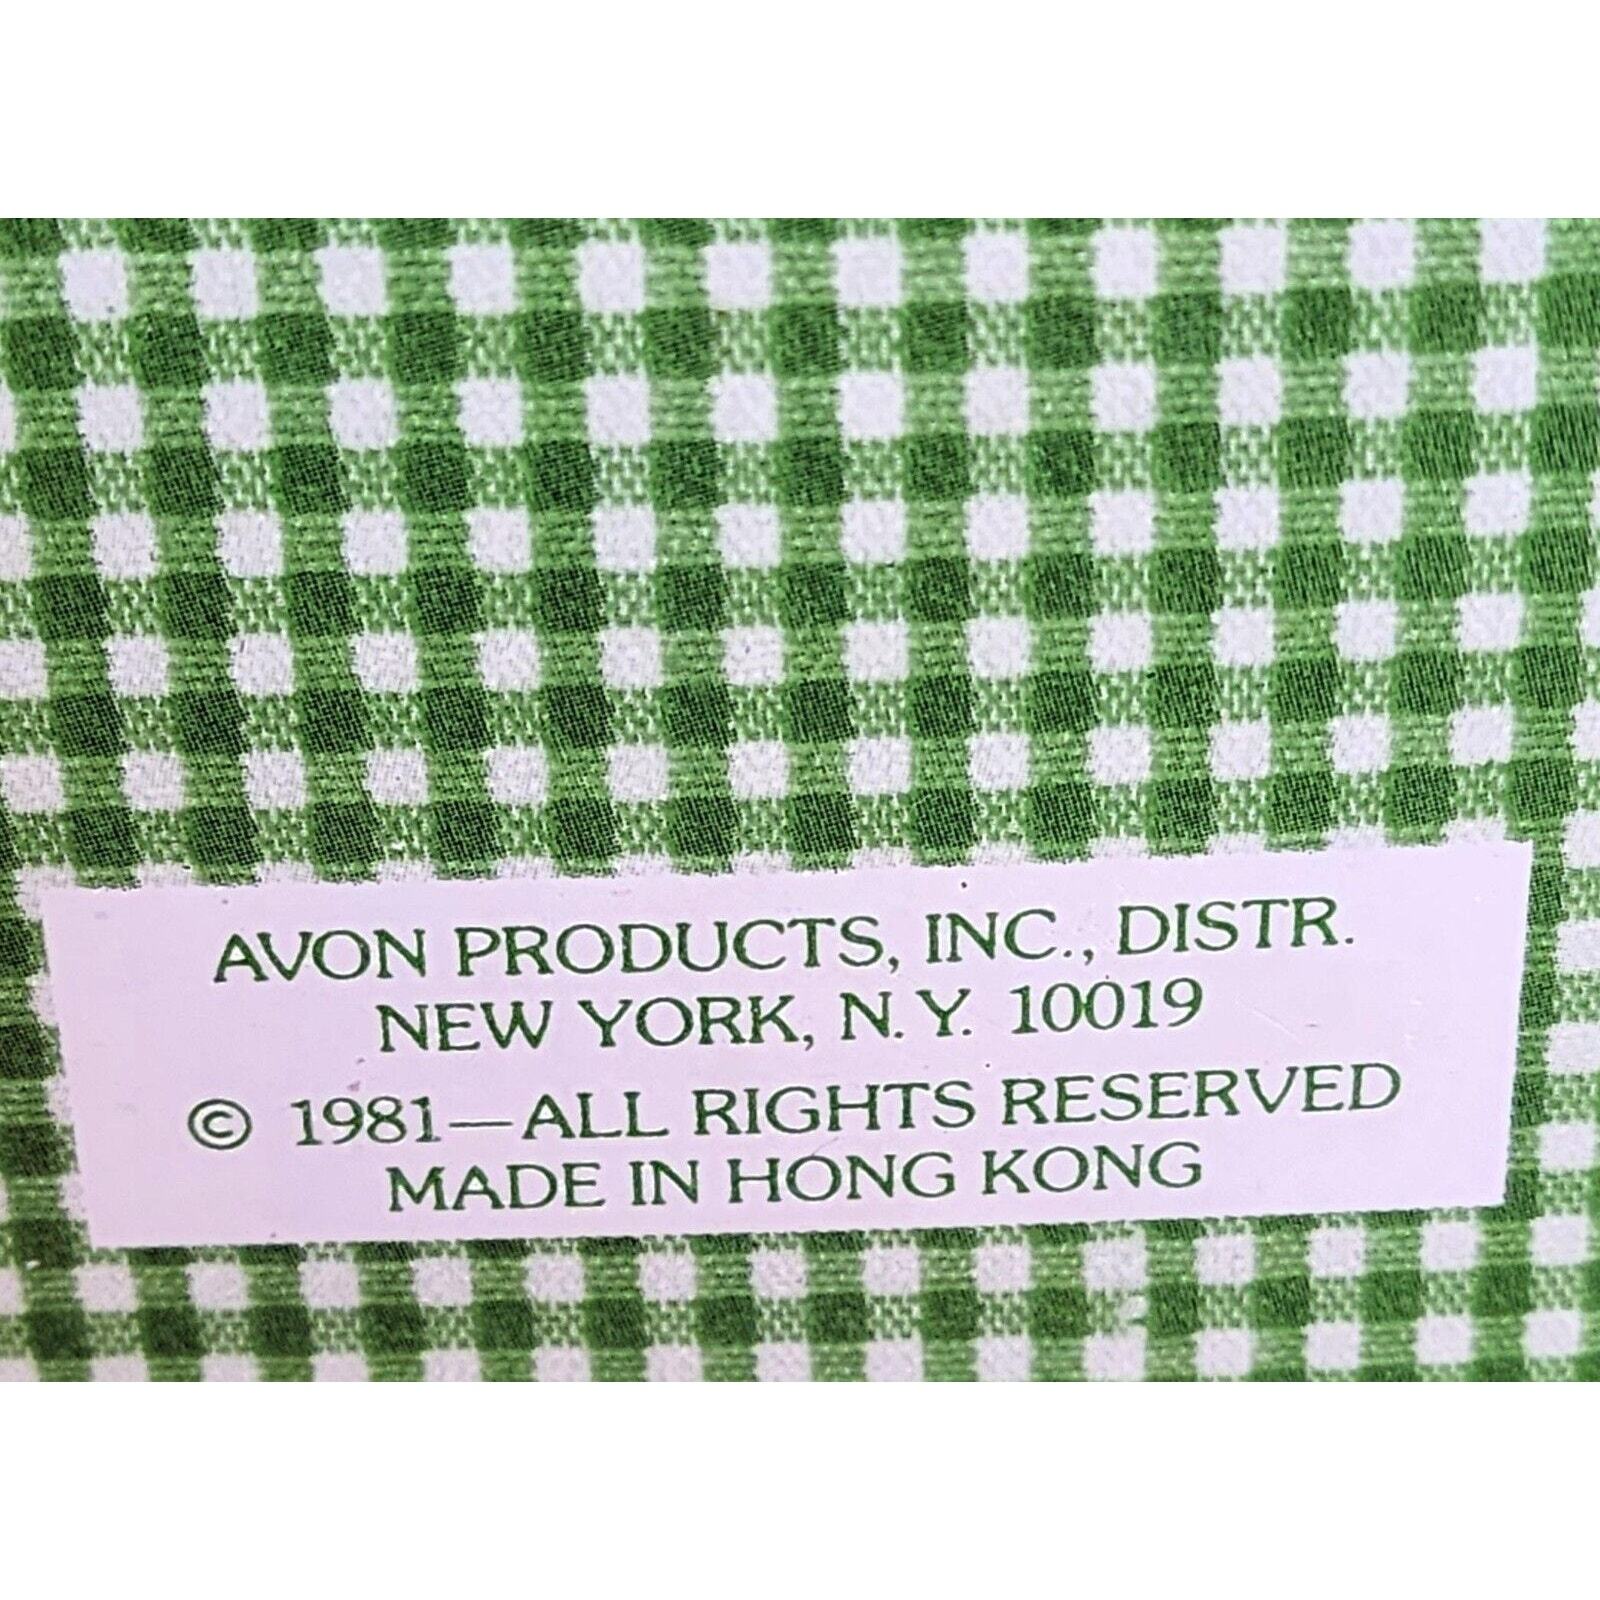 AVON PRODUCTS, INC., DISTR.
NEW YORK, N.Y. 10019
© 1981—ALL RIGHTS RESERVED
MADE IN HONG KONG